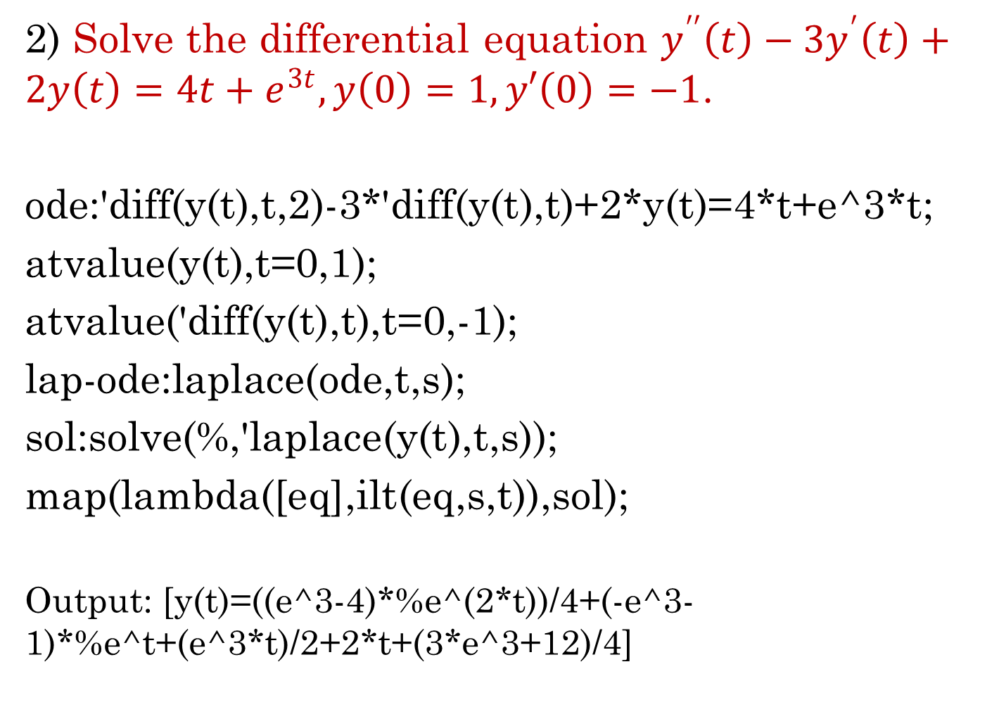 2) Solve the differential equation y″(t) − 3y′(t) +
2y(t) = 4t + e³ᵗ, y(0) = 1, y′(0) = −1.
ode:'diff(y(t),t,2)-3*'diff(y(t),t)+2*y(t)=4*t+e^3*t;
atvalue(y(t),t=0,1);
atvalue('diff(y(t),t),t=0,-1);
lap-ode:laplace(ode,t,s);
sol:solve(%,'laplace(y(t),t,s));
map(lambda([eq],ilt(eq,s,t)),sol);
Output: [y(t)=((e^3-4)*%e^(2*t))/4+(-e^3-
1)*%e^t+(e^3*t)/2+2*t+(3*e^3+12)/4]